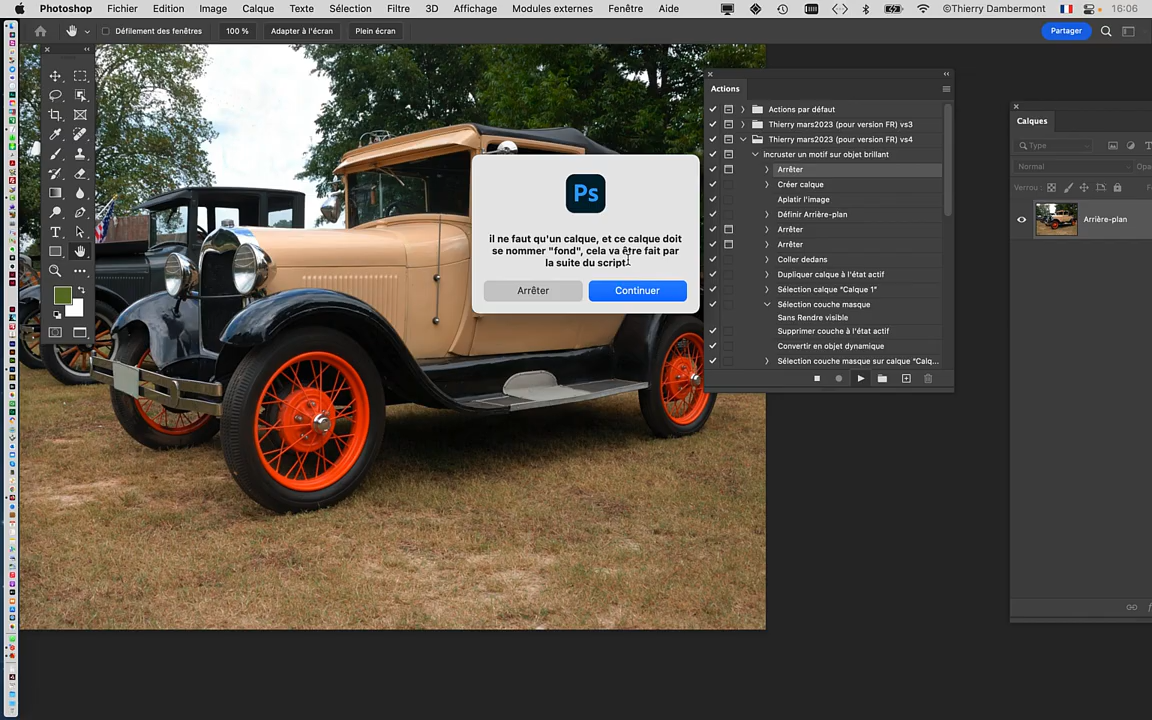 Photoshop Fichier Edition Image Calque Texte Sélection Filtre 3D Affichage Modules externes Fenêtre Aide ©Thierry Dambermont 16:06
Défilement des fenêtres 100 % Adapter à l'écran Plein écran Partager
Actions
Actions par défaut
Thierry mars2023 (pour version FR) vs3
Thierry mars2023 (pour version FR) vs4
incruster un motif sur objet brillant
Arrêter
Créer calque
Aplatir l'image
Définir Arrière-plan
Arrêter
Arrêter
Coller dedans
Dupliquer calque à l'état actif
Sélection calque "Calque 1"
Sélection couche masque
Sans Rendre visible
Supprimer couche à l'état actif
Convertir en objet dynamique
Sélection couche masque sur calque "Calq...
Ps
il ne faut qu'un calque, et ce calque doit
se nommer "fond", cela va être fait par
la suite du script
Arrêter Continuer
Calques
Type
Normal Opa
Verrou :
Arrière-plan